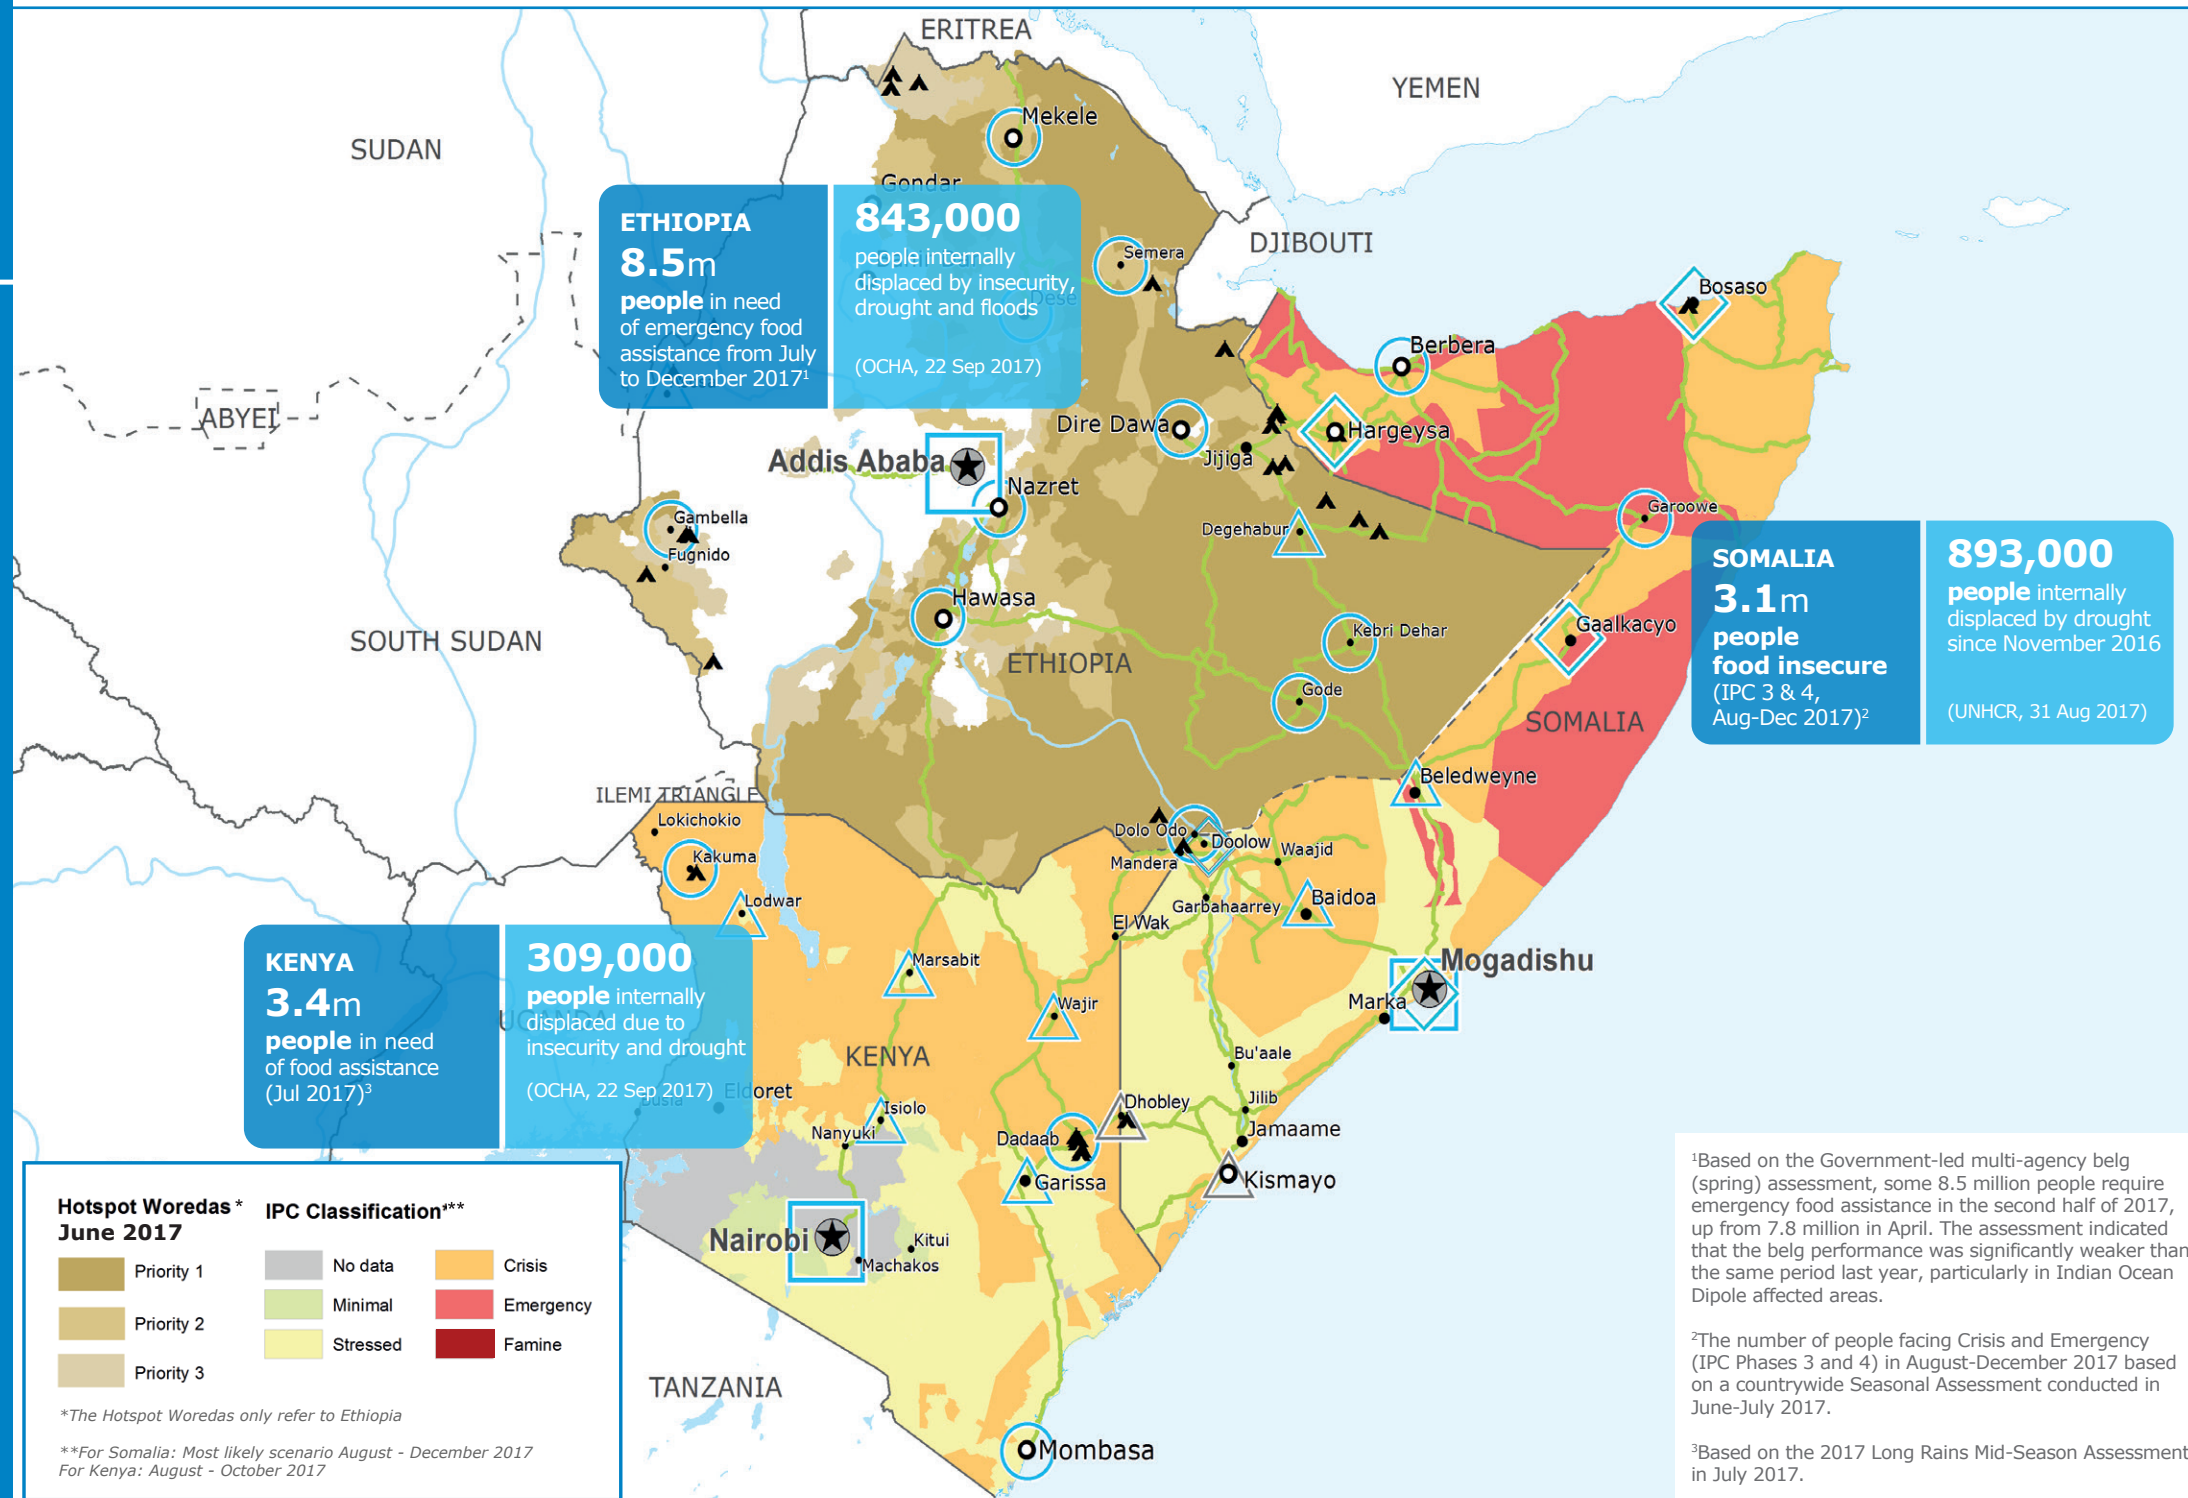 ERITREA
YEMEN
SUDAN
Mekele
Gondar
ETHIOPIA
8.5m
people in need
of emergency food
assistance from July
to December 2017¹
843,000
people internally
displaced by insecurity,
drought and floods
(OCHA, 22 Sep 2017)
Dese
Semera
DJIBOUTI
Bosaso
Berbera
ABYEI
Dire Dawa
Hargeysa
Jijiga
Addis Ababa
Nazret
Garoowe
Gambella
Fugnido
Degehabur
SOMALIA
3.1m
people
food insecure
(IPC 3 & 4,
Aug-Dec 2017)²
893,000
people internally
displaced by drought
since November 2016
(UNHCR, 31 Aug 2017)
Hawasa
Kebri Dehar
Gaalkacyo
SOUTH SUDAN
ETHIOPIA
Gode
SOMALIA
Beledweyne
ILEMI TRIANGLE
Lokichokio
Dolo Odo
Doolow
Waajid
Kakuma
Mandera
Lodwar
Garbahaarrey
Baidoa
El Wak
KENYA
3.4m
people in need
of food assistance
(Jul 2017)³
309,000
people internally
displaced due to
insecurity and drought
(OCHA, 22 Sep 2017)
UGANDA
Marsabit
Mogadishu
Wajir
Marka
KENYA
Bu'aale
Eldoret
Busia
Isiolo
Dhobley
Jilib
Nanyuki
Dadaab
Jamaame
Garissa
Kismayo
Nairobi
Kitui
Machakos
TANZANIA
Mombasa
Hotspot Woredas *
June 2017
Priority 1
Priority 2
Priority 3
IPC Classification***
No data
Minimal
Stressed
Crisis
Emergency
Famine
*The Hotspot Woredas only refer to Ethiopia
**For Somalia: Most likely scenario August - December 2017
For Kenya: August - October 2017
¹Based on the Government-led multi-agency belg
(spring) assessment, some 8.5 million people require
emergency food assistance in the second half of 2017,
up from 7.8 million in April. The assessment indicated
that the belg performance was significantly weaker than
the same period last year, particularly in Indian Ocean
Dipole affected areas.
²The number of people facing Crisis and Emergency
(IPC Phases 3 and 4) in August-December 2017 based
on a countrywide Seasonal Assessment conducted in
June-July 2017.
³Based on the 2017 Long Rains Mid-Season Assessment
in July 2017.